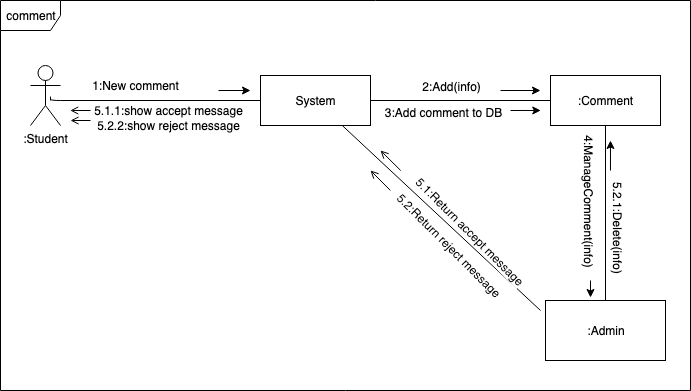 comment
1:New comment
5.1.1:show accept message
5.2.2:show reject message
:Student
System
2:Add(info)
3:Add comment to DB
:Comment
4:ManageComment(info)
5.2.1:Delete(info)
5.1:Return accept message
5.2:Return reject message
:Admin